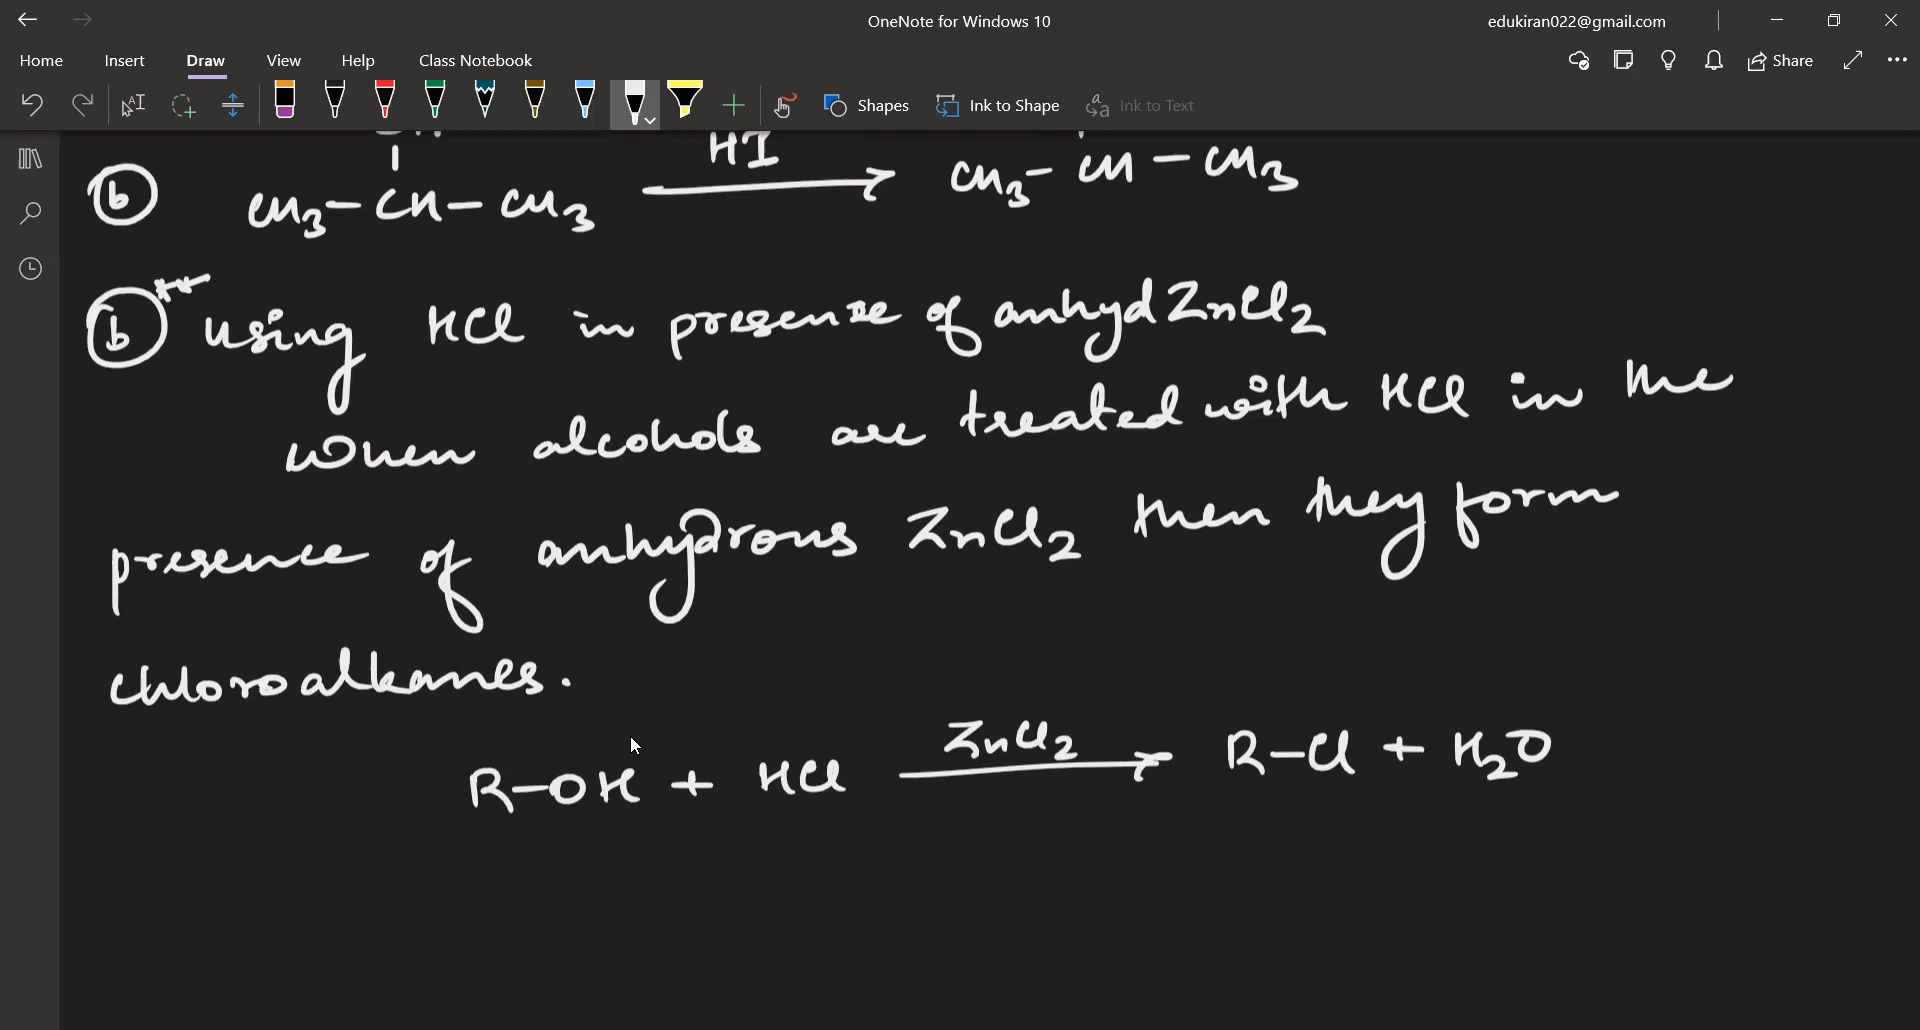 OneNote for Windows 10
edukiran022@gmail.com
Home Insert Draw View Help Class Notebook Share
Shapes Ink to Shape Ink to Text
HI
b CH3-CH-CH3 → CH3-CH-CH3
b ** using HCl in presence of anhyd ZnCl2
when alcohols are treated with HCl in the
presence of anhydrous ZnCl2 then they form
chloroalkanes.
ZnCl2
R-OH + HCl → R-Cl + H2O